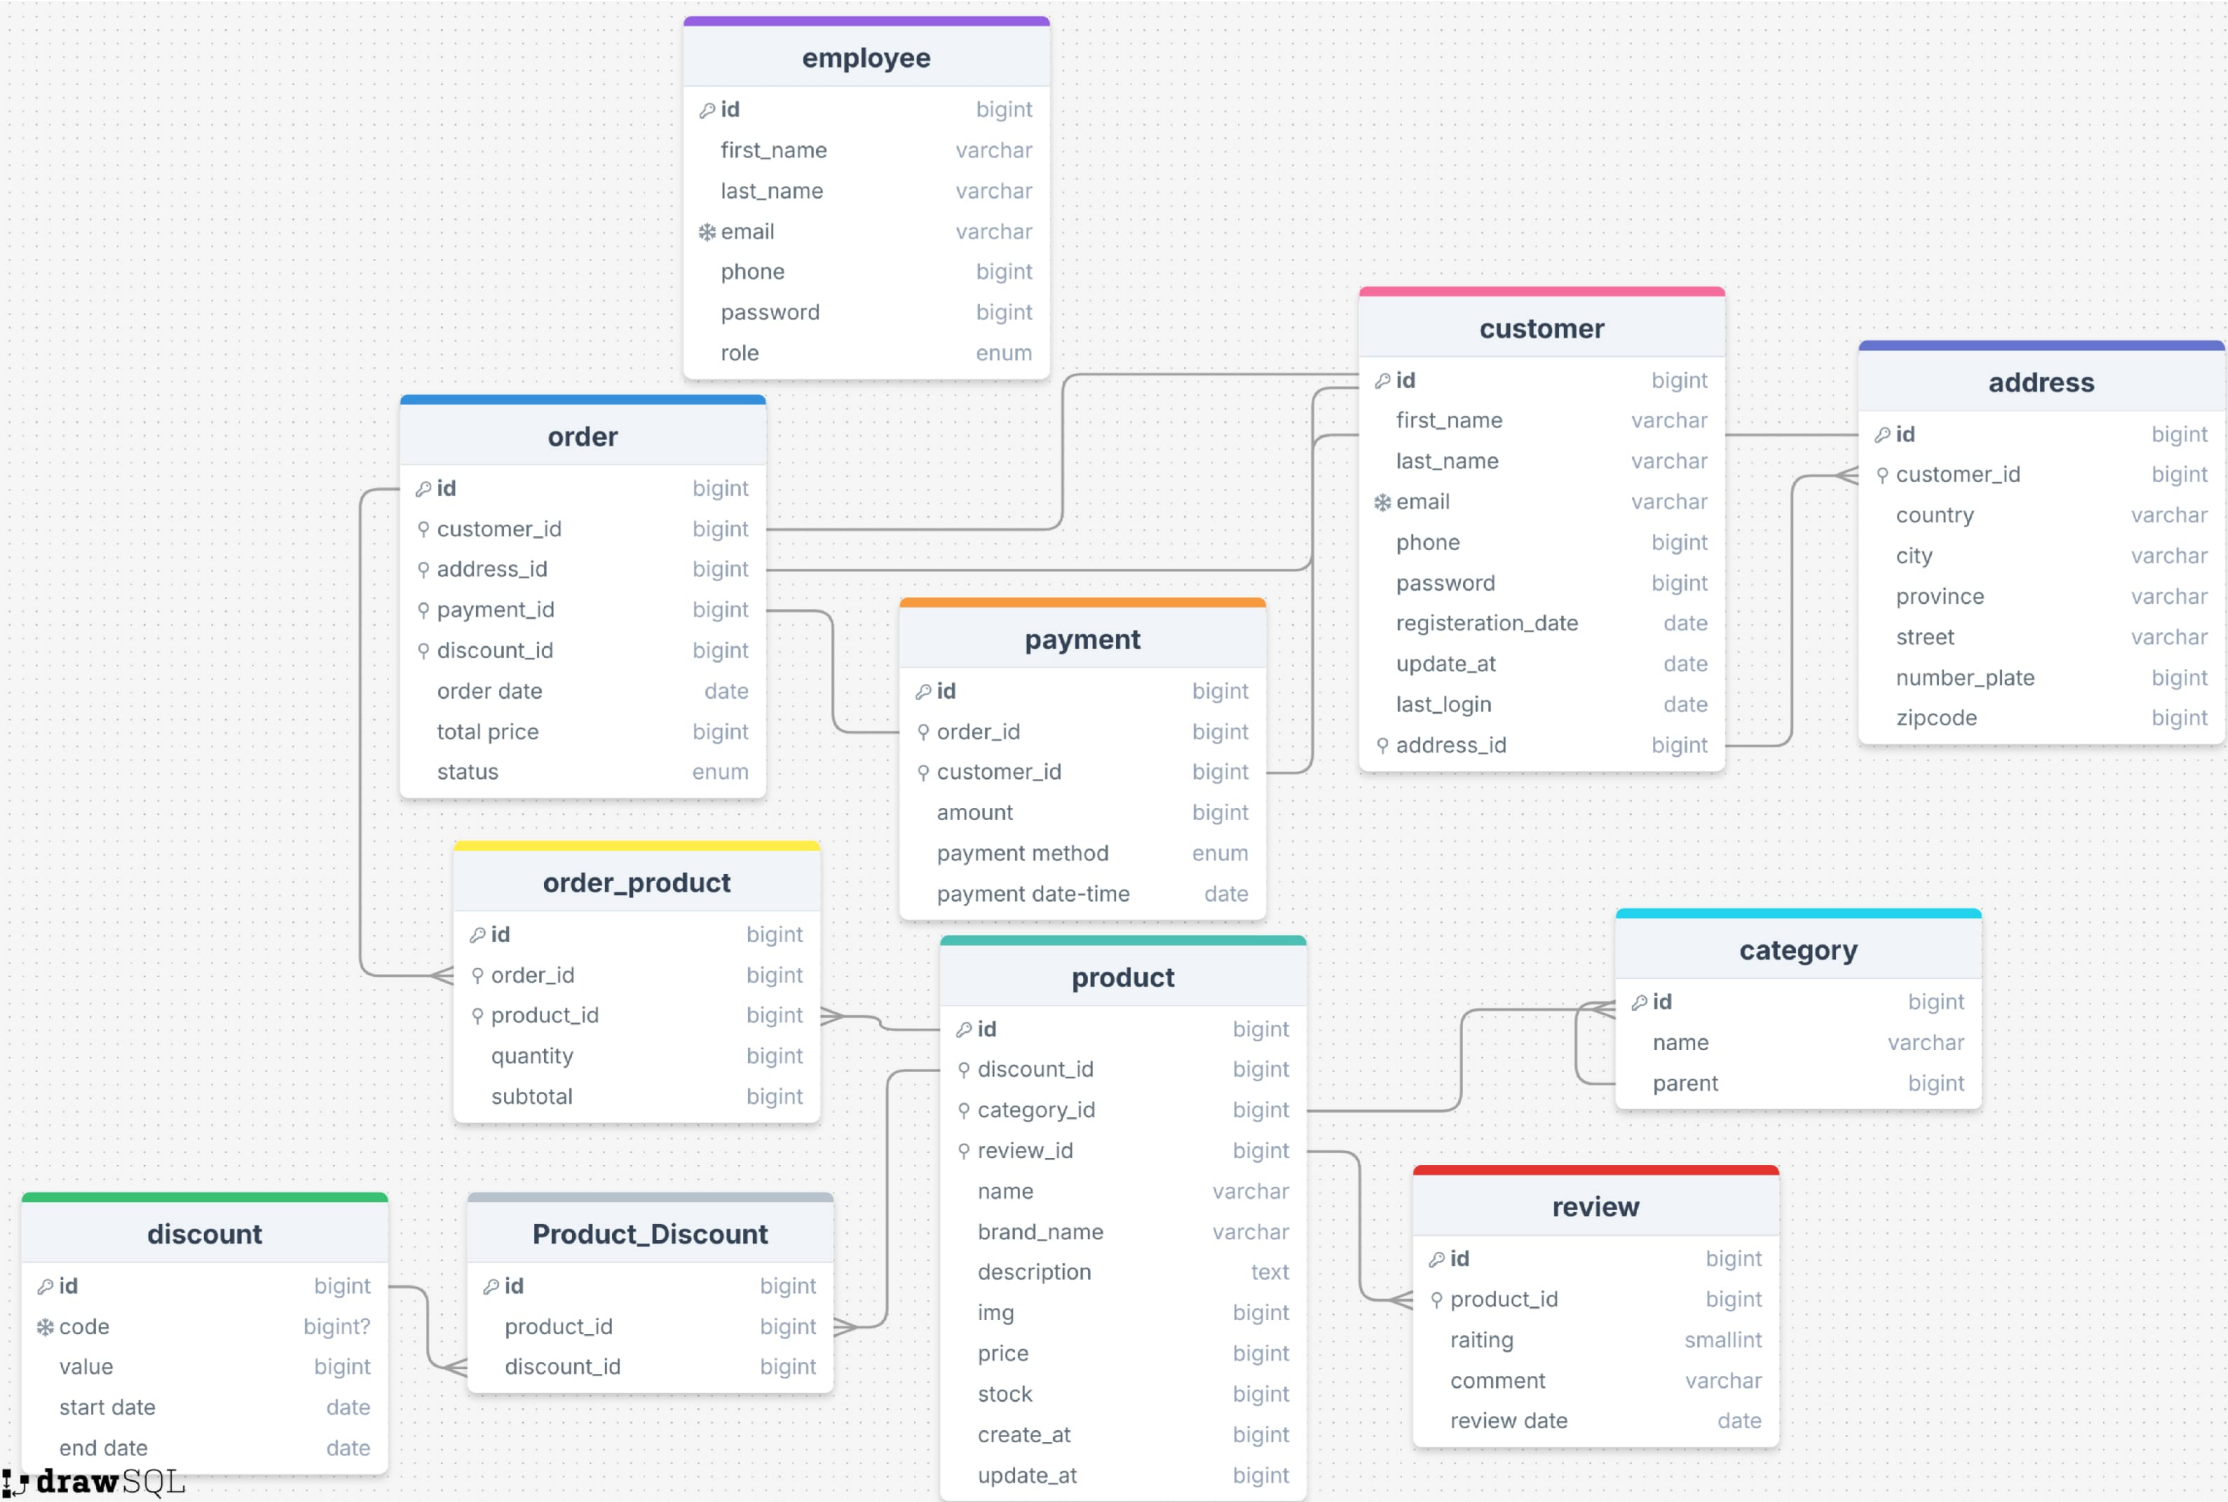 employee
id bigint
first_name varchar
last_name varchar
email varchar
phone bigint
password bigint
role enum
order
id bigint
customer_id bigint
address_id bigint
payment_id bigint
discount_id bigint
order date date
total price bigint
status enum
customer
id bigint
first_name varchar
last_name varchar
email varchar
phone bigint
password bigint
registeration_date date
update_at date
last_login date
address_id bigint
address
id bigint
customer_id bigint
country varchar
city varchar
province varchar
street varchar
number_plate bigint
zipcode bigint
payment
id bigint
order_id bigint
customer_id bigint
amount bigint
payment method enum
payment date-time date
order_product
id bigint
order_id bigint
product_id bigint
quantity bigint
subtotal bigint
product
id bigint
discount_id bigint
category_id bigint
review_id bigint
name varchar
brand_name varchar
description text
img bigint
price bigint
stock bigint
create_at bigint
update_at bigint
category
id bigint
name varchar
parent bigint
review
id bigint
product_id bigint
raiting smallint
comment varchar
review date date
discount
id bigint
code bigint?
value bigint
start date date
end date date
Product_Discount
id bigint
product_id bigint
discount_id bigint
drawSQL